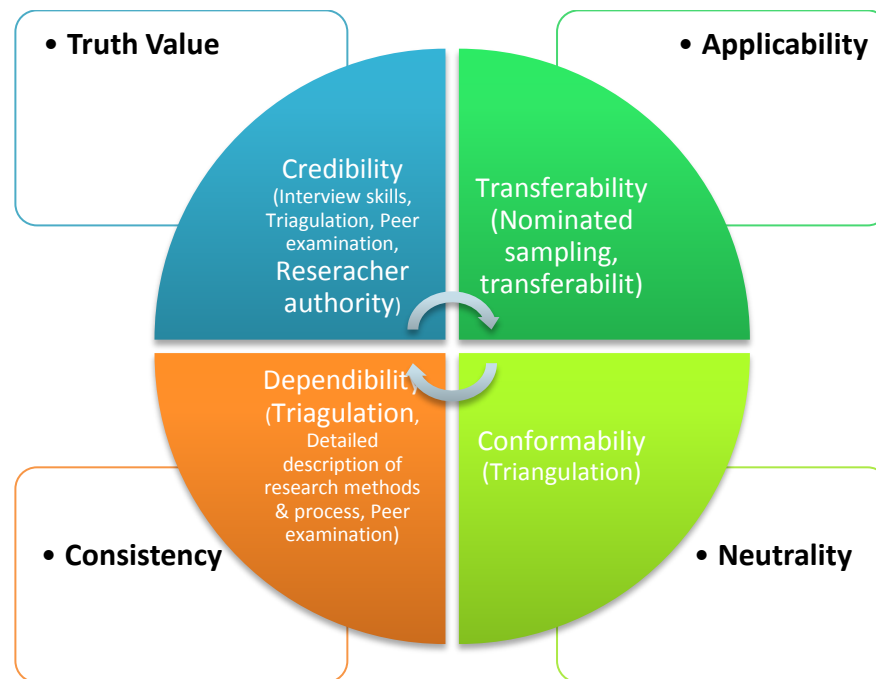 • Truth Value
• Applicability
Credibility
(Interview skills,
Triagulation, Peer
examination,
Reseracher
authority)
Transferability
(Nominated
sampling,
transferabilit)
Dependibility
(Triagulation,
Detailed
description of
research methods
& process, Peer
examination)
Conformabiliy
(Triangulation)
• Consistency
• Neutrality